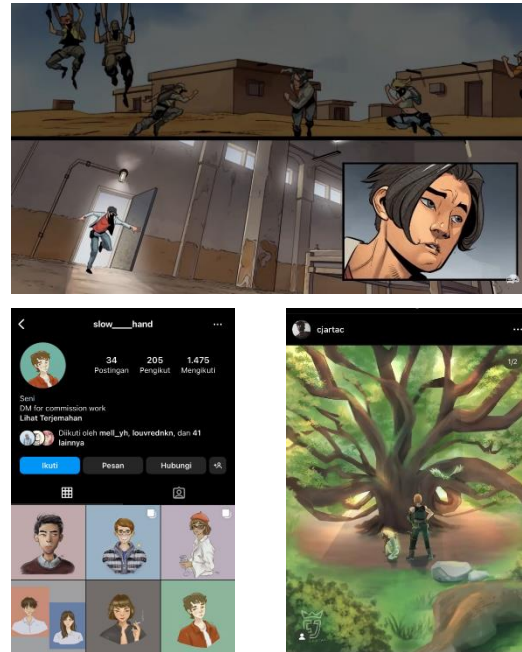 slow____hand
34 205 1.475
Postingan Pengikut Mengikuti
Seni
DM for commission work
Lihat Terjemahan
Diikuti oleh mell_yh, louvrednkn, dan 41
lainnya
Ikuti Pesan Hubungi
cjartac
1/2